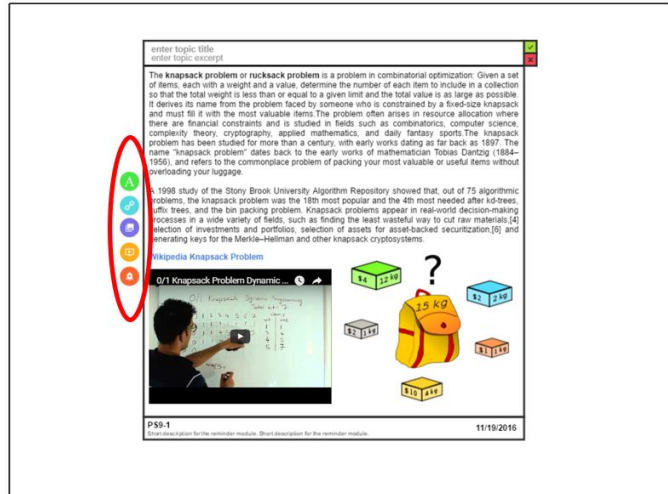 enter topic title
enter topic excerpt
The knapsack problem or rucksack problem is a problem in combinatorial optimization: Given a set
of items, each with a weight and a value, determine the number of each item to include in a collection
so that the total weight is less than or equal to a given limit and the total value is as large as possible.
It derives its name from the problem faced by someone who is constrained by a fixed-size knapsack
and must fill it with the most valuable items.The problem often arises in resource allocation where
there are financial constraints and is studied in fields such as combinatorics, computer science,
complexity theory, cryptography, applied mathematics, and daily fantasy sports.The knapsack
problem has been studied for more than a century, with early works dating as far back as 1897. The
name "knapsack problem" dates back to the early works of mathematician Tobias Dantzig (1884–
1956), and refers to the commonplace problem of packing your most valuable or useful items without
overloading your luggage.
A
A 1998 study of the Stony Brook University Algorithm Repository showed that, out of 75 algorithmic
problems, the knapsack problem was the 18th most popular and the 4th most needed after kd-trees,
suffix trees, and the bin packing problem. Knapsack problems appear in real-world decision-making
processes in a wide variety of fields, such as finding the least wasteful way to cut raw materials,[4]
selection of investments and portfolios, selection of assets for asset-backed securitization,[6] and
generating keys for the Merkle–Hellman and other knapsack cryptosystems.
Wikipedia Knapsack Problem
0/1 Knapsack Problem Dynamic ...
0/1 Knapsack Dynamic Programming
?
$4 12 kg
15 kg
$2 2 kg
$2 1 kg
$1 1 kg
$10 4 kg
PS9-1
Short description for the reminder module. Short description for the reminder module.
11/19/2016